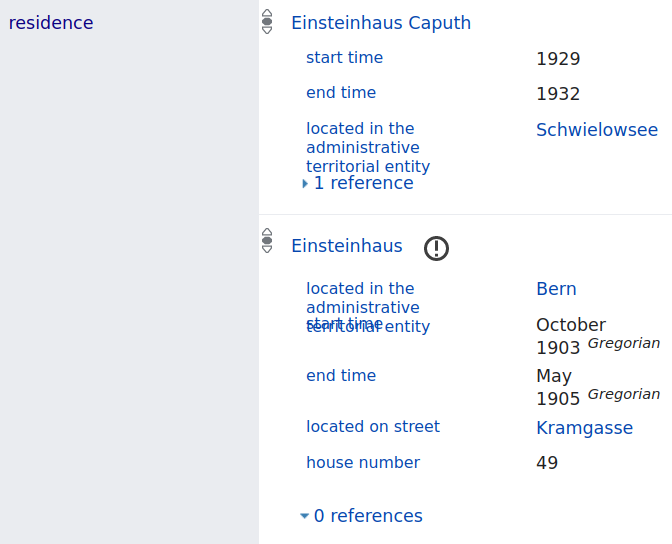 residence
Einsteinhaus Caputh
start time 1929
end time 1932
located in the Schwielowsee
administrative
territorial entity
1 reference
Einsteinhaus
located in the Bern
administrative
territorial entity
start time October
1903 Gregorian
end time May
1905 Gregorian
located on street Kramgasse
house number 49
0 references